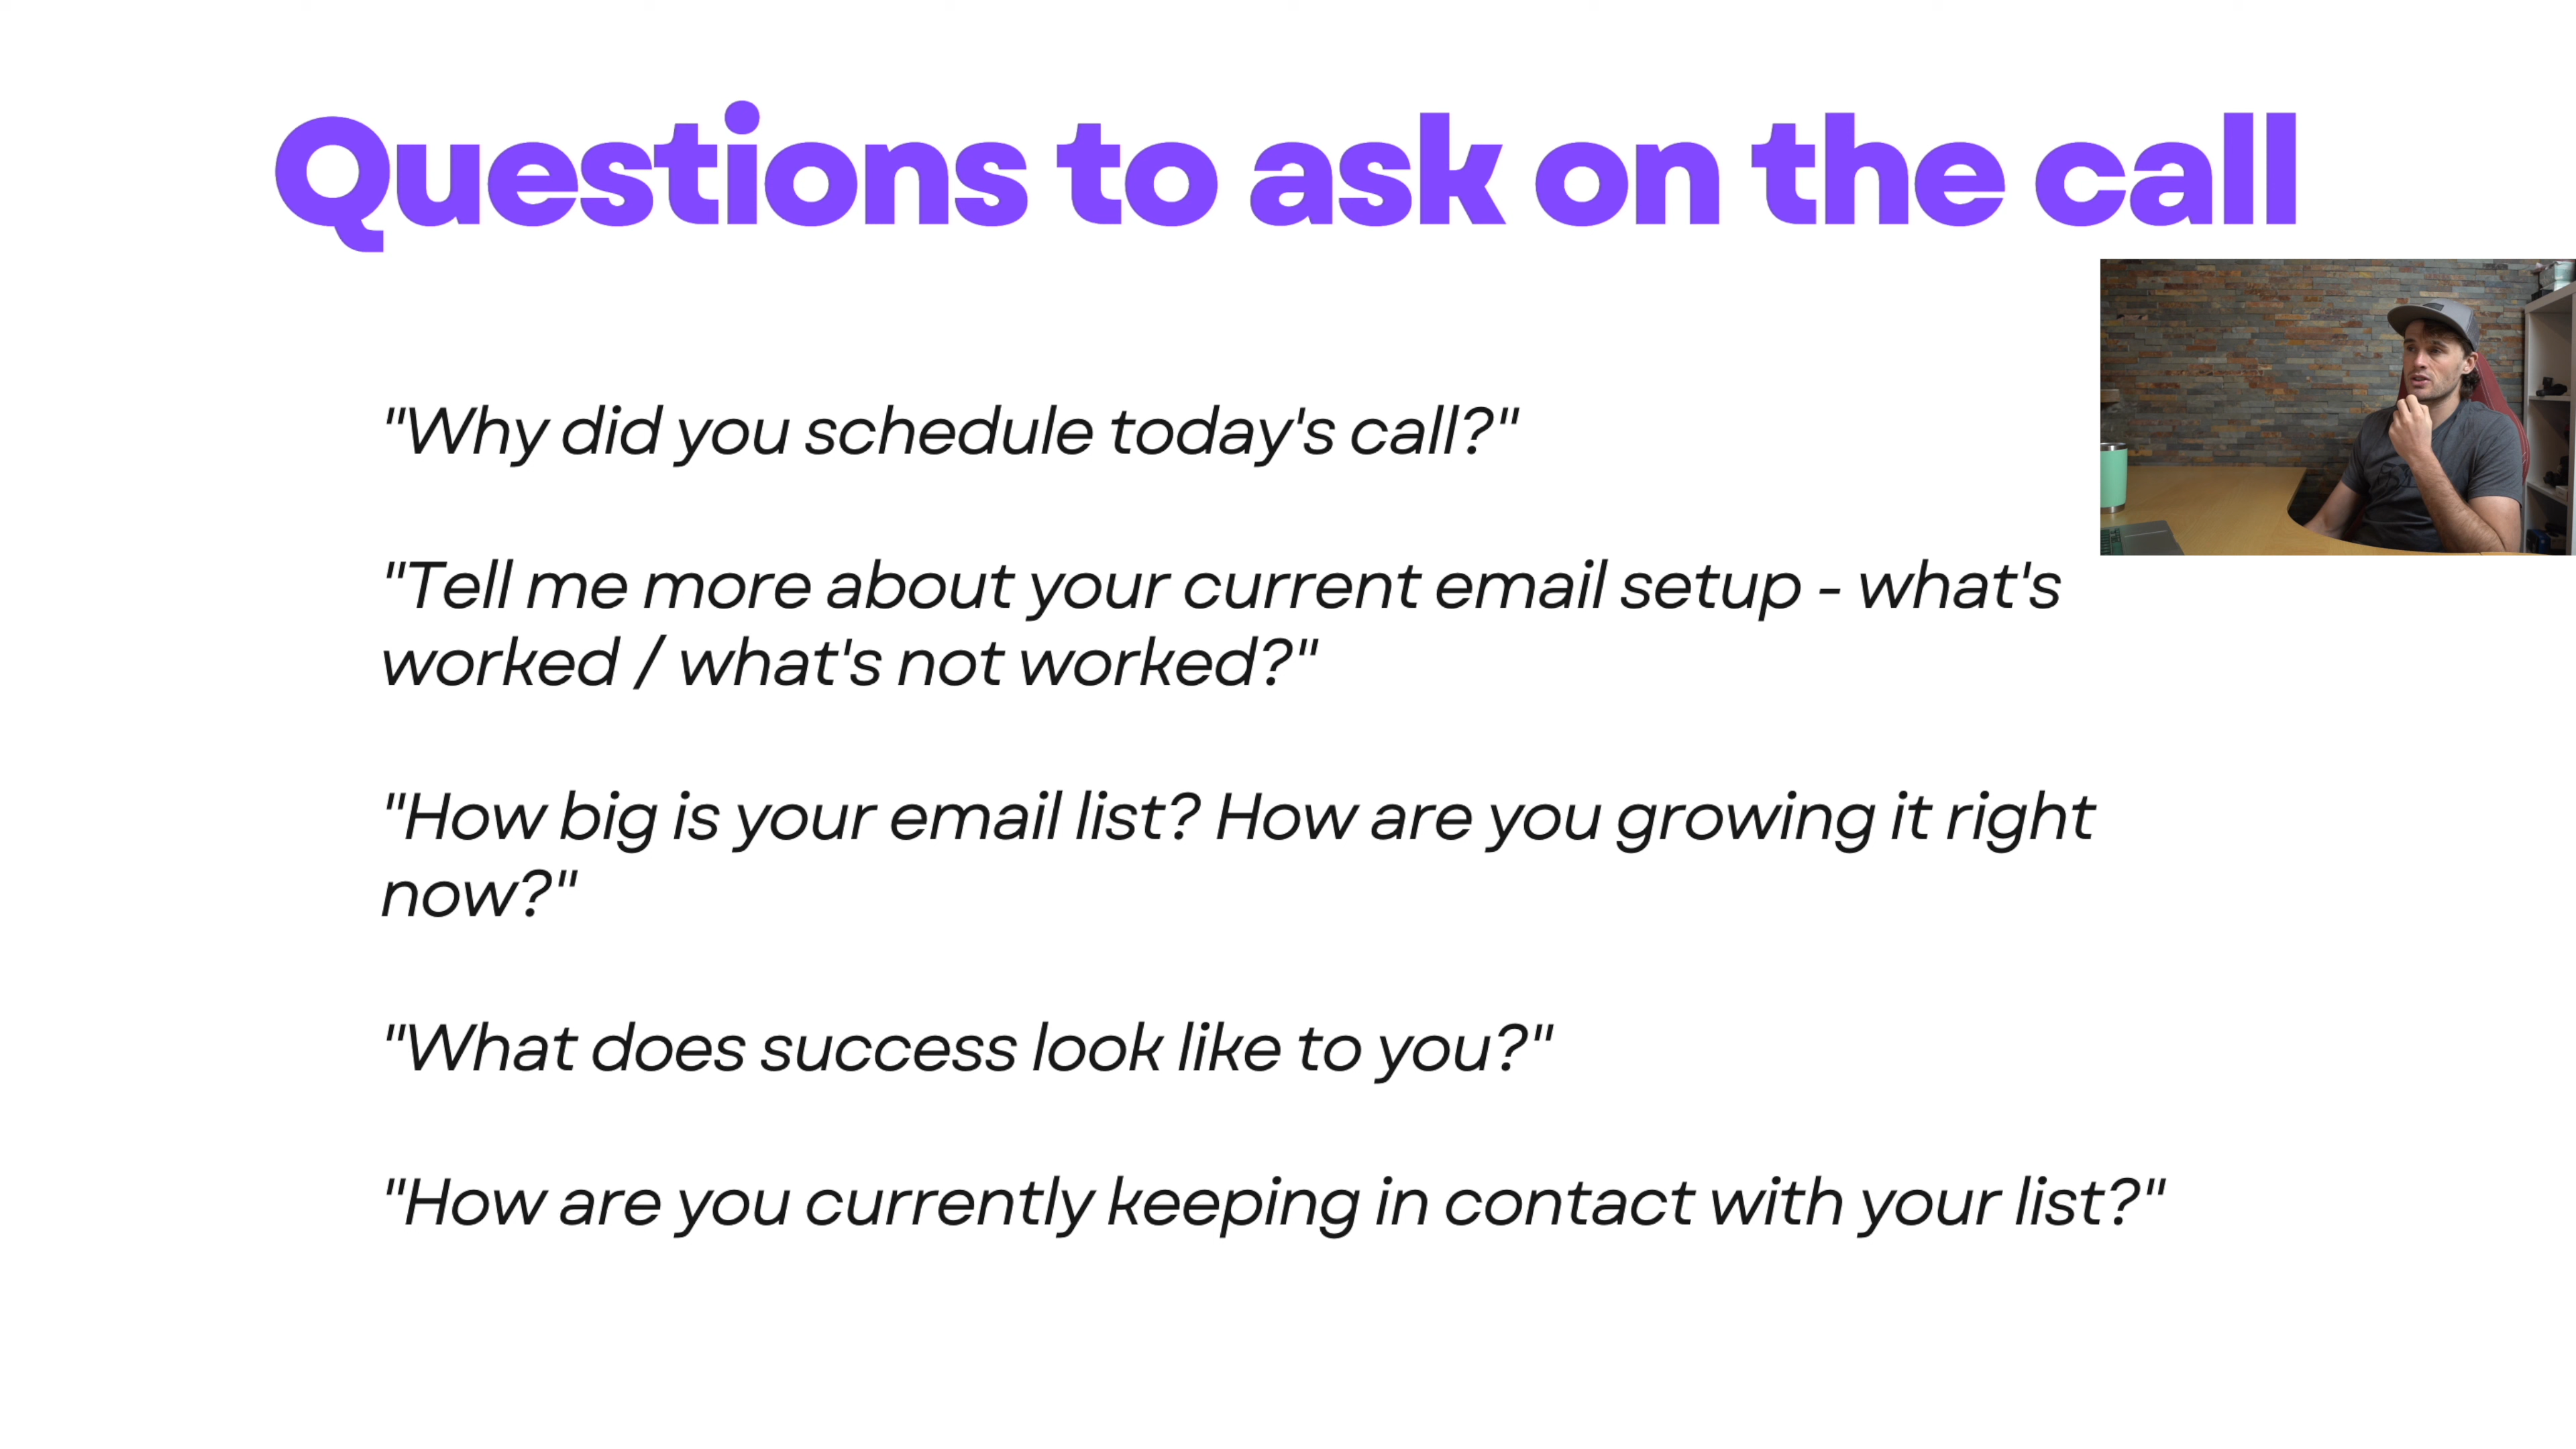 Questions to ask on the call
"Why did you schedule today's call?"
"Tell me more about your current email setup - what's
worked / what's not worked?"
"How big is your email list? How are you growing it right
now?"
"What does success look like to you?"
"How are you currently keeping in contact with your list?"